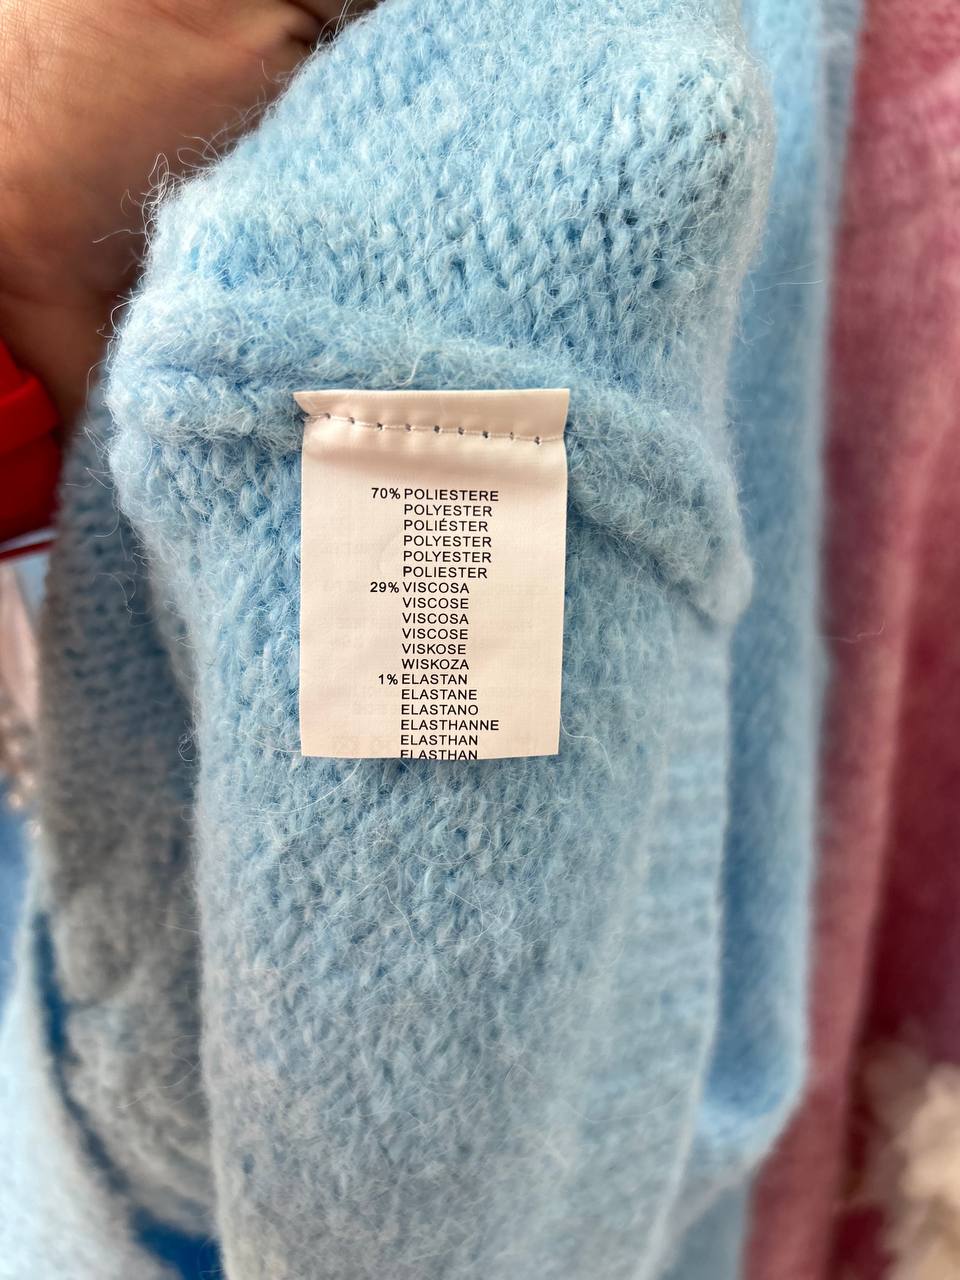 70% POLIESTERE
POLYESTER
POLIÉSTER
POLYESTER
POLYESTER
POLIESTER
29% VISCOSA
VISCOSE
VISCOSA
VISCOSE
VISKOSE
WISKOZA
1% ELASTAN
ELASTANE
ELASTANO
ELASTHANNE
ELASTHAN
ELASTHAN